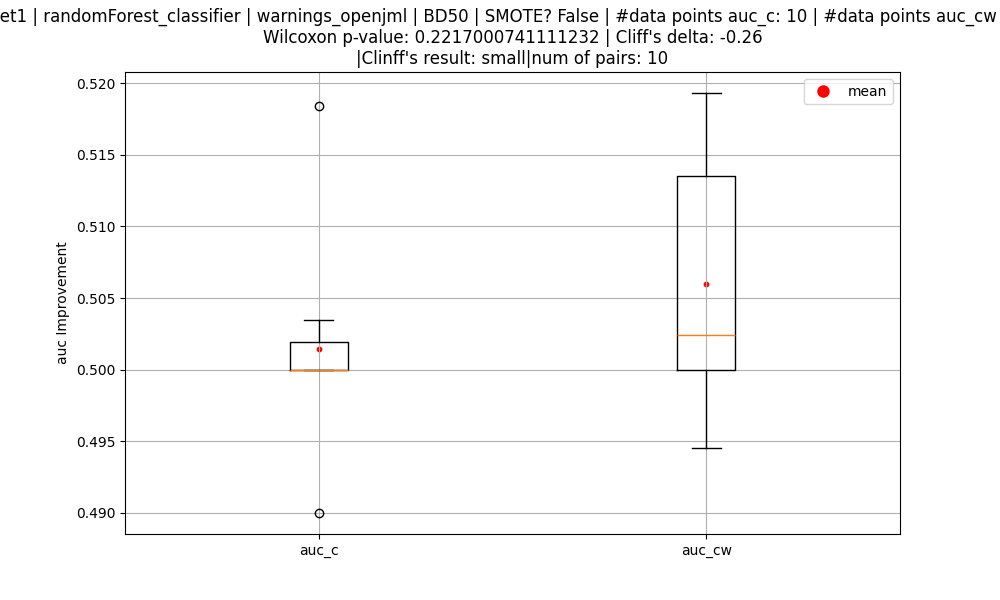 et1 | randomForest_classifier | warnings_openjml | BD50 | SMOTE? False | #data points auc_c: 10 | #data points auc_cw
Wilcoxon p-value: 0.2217000741111232 | Cliff's delta: -0.26
|Clinff's result: small|num of pairs: 10
mean
0.520
0.515
0.510
0.505
0.500
0.495
0.490
auc Improvement
auc_c
auc_cw